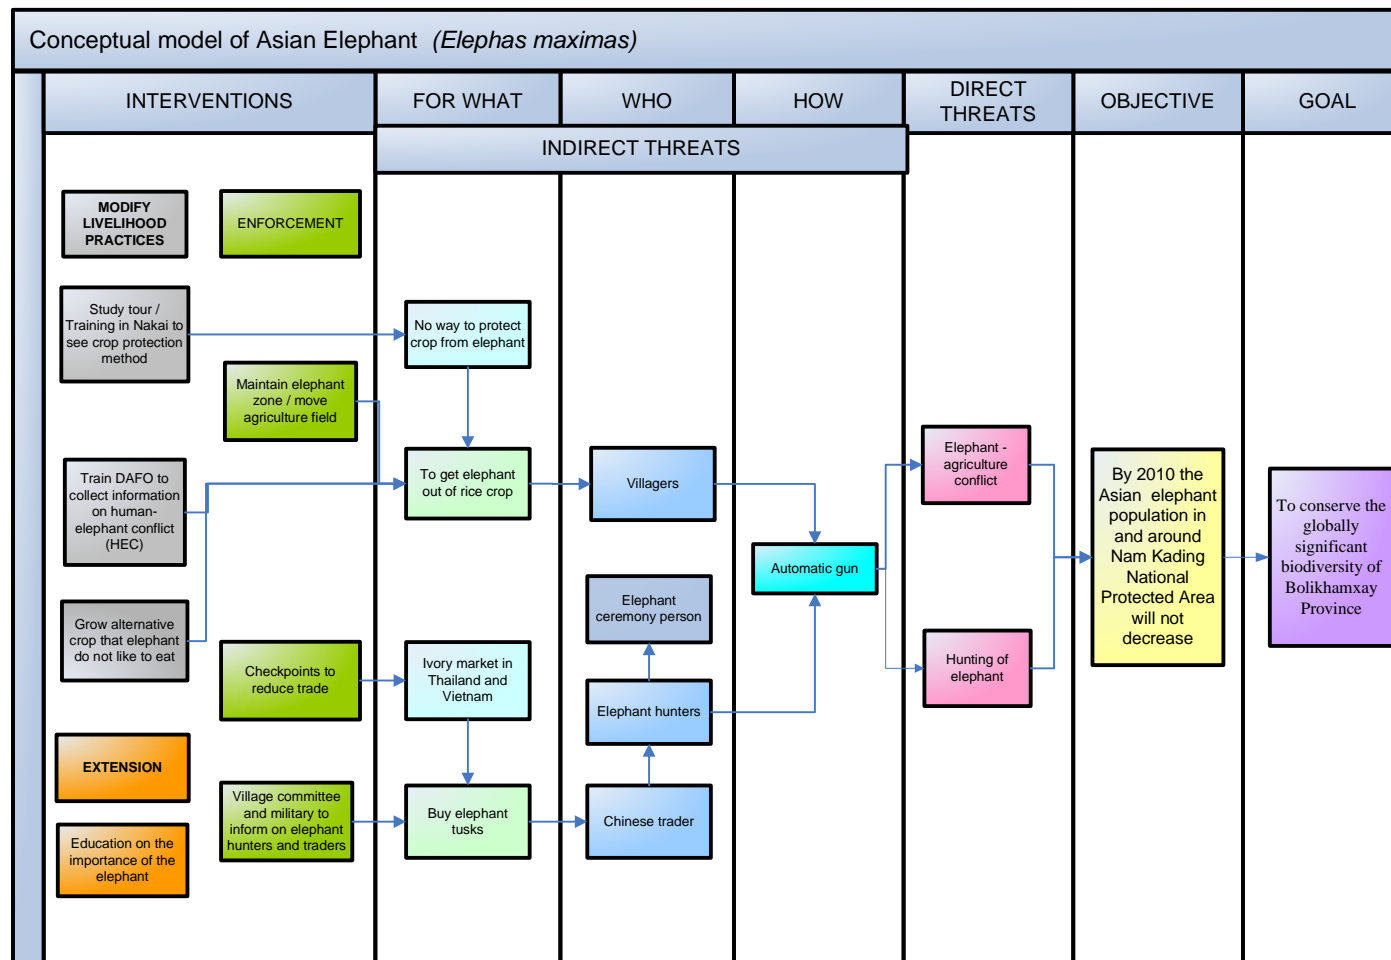 Conceptual model of Asian Elephant (Elephas maximas)
INTERVENTIONS
FOR WHAT
WHO
HOW
DIRECT
THREATS
OBJECTIVE
GOAL
INDIRECT THREATS
MODIFY
LIVELIHOOD
PRACTICES
ENFORCEMENT
Study tour /
Training in Nakai to
see crop protection
method
No way to protect
crop from elephant
Maintain elephant
zone / move
agriculture field
Train DAFO to
collect information
on human-
elephant conflict
(HEC)
To get elephant
out of rice crop
Villagers
Elephant -
agriculture
conflict
By 2010 the
Asian elephant
population in
and around
Nam Kading
National
Protected Area
will not
decrease
To conserve the
globally
significant
biodiversity of
Bolikhamxay
Province
Automatic gun
Elephant
ceremony person
Grow alternative
crop that elephant
do not like to eat
Checkpoints to
reduce trade
Ivory market in
Thailand and
Vietnam
Elephant hunters
Hunting of
elephant
EXTENSION
Village committee
and military to
inform on elephant
hunters and traders
Buy elephant
tusks
Chinese trader
Education on the
importance of the
elephant